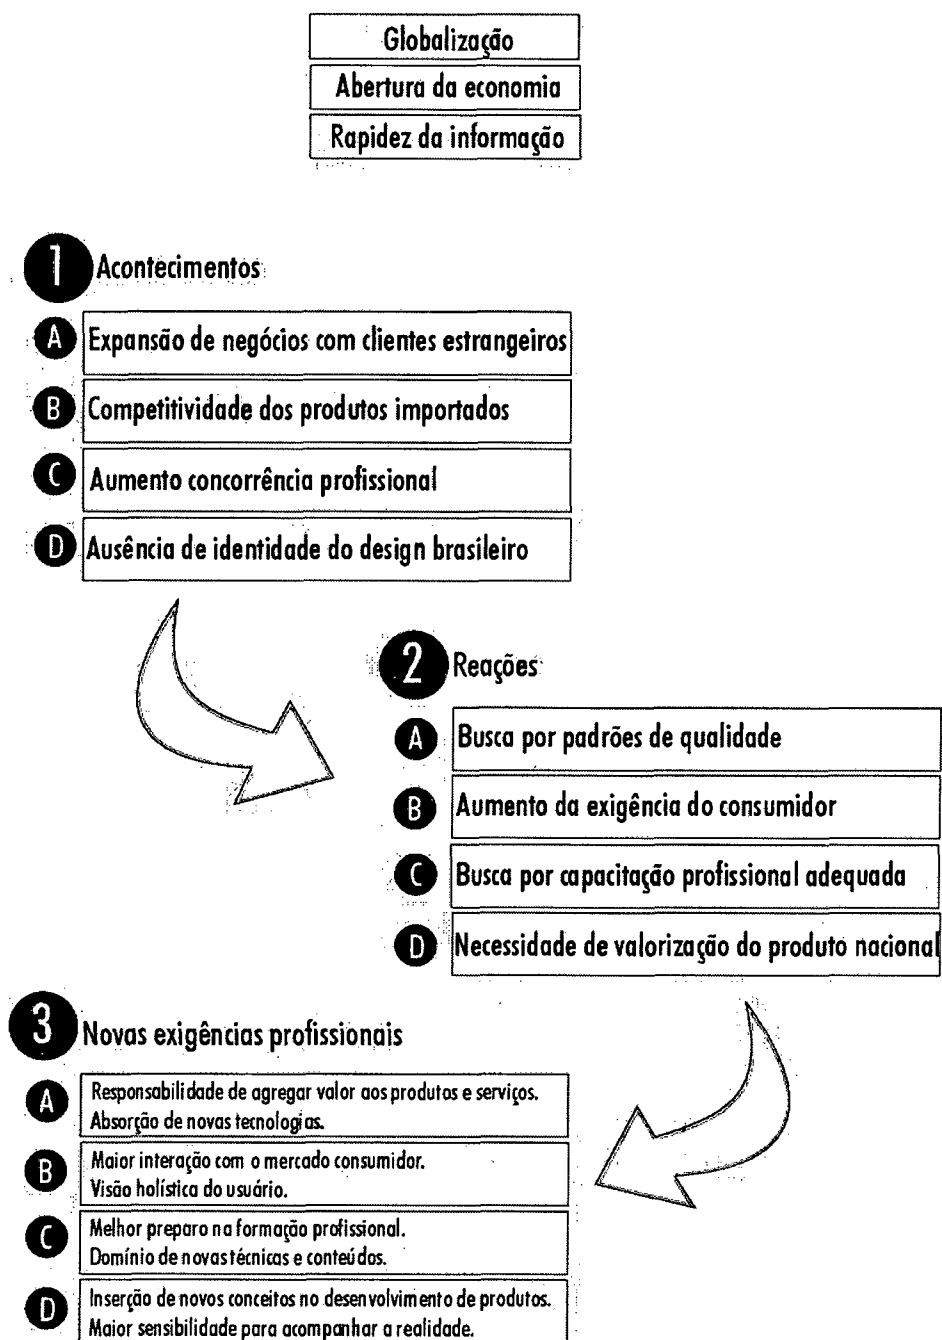 Globalização
Abertura da economia
Rapidez da informação
1 Acontecimentos
A Expansão de negócios com clientes estrangeiros
B Competitividade dos produtos importados
C Aumento concorrência profissional
D Ausência de identidade do design brasileiro
2 Reações
A Busca por padrões de qualidade
B Aumento da exigência do consumidor
C Busca por capacitação profissional adequada
D Necessidade de valorização do produto nacional
3 Novas exigências profissionais
A Responsabilidade de agregar valor aos produtos e serviços.
Absorção de novas tecnologias.
B Maior interação com o mercado consumidor.
Visão holística do usuário.
C Melhor preparo na formação profissional.
Domínio de novas técnicas e conteúdos.
D Inserção de novos conceitos no desenvolvimento de produtos.
Maior sensibilidade para acompanhar a realidade.